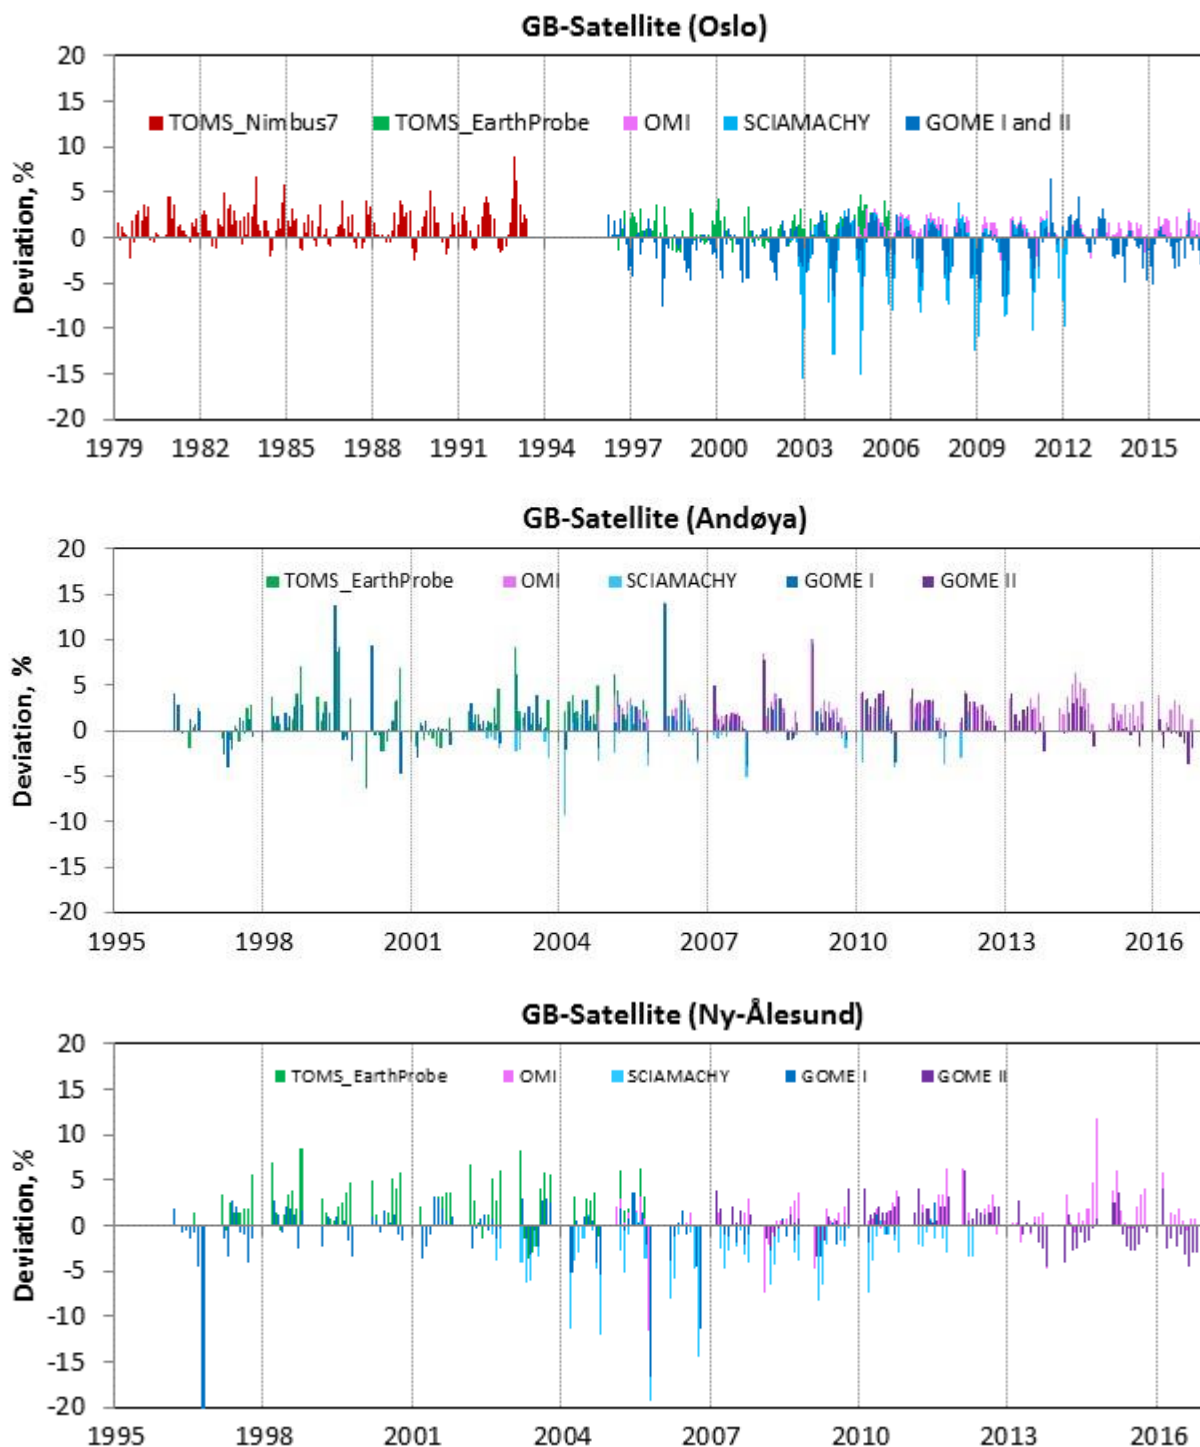 GB-Satellite (Oslo)
20
TOMS_Nimbus7 TOMS_EarthProbe OMI SCIAMACHY GOME I and II
15
10
5
0
-5
-10
-15
-20
Deviation, %
1979 1982 1985 1988 1991 1994 1997 2000 2003 2006 2009 2012 2015
GB-Satellite (Andøya)
20
TOMS_EarthProbe OMI SCIAMACHY GOME I GOME II
15
10
5
0
-5
-10
-15
-20
Deviation, %
1995 1998 2001 2004 2007 2010 2013 2016
GB-Satellite (Ny-Ålesund)
20
TOMS_EarthProbe OMI SCIAMACHY GOME I GOME II
15
10
5
0
-5
-10
-15
-20
Deviation, %
1995 1998 2001 2004 2007 2010 2013 2016